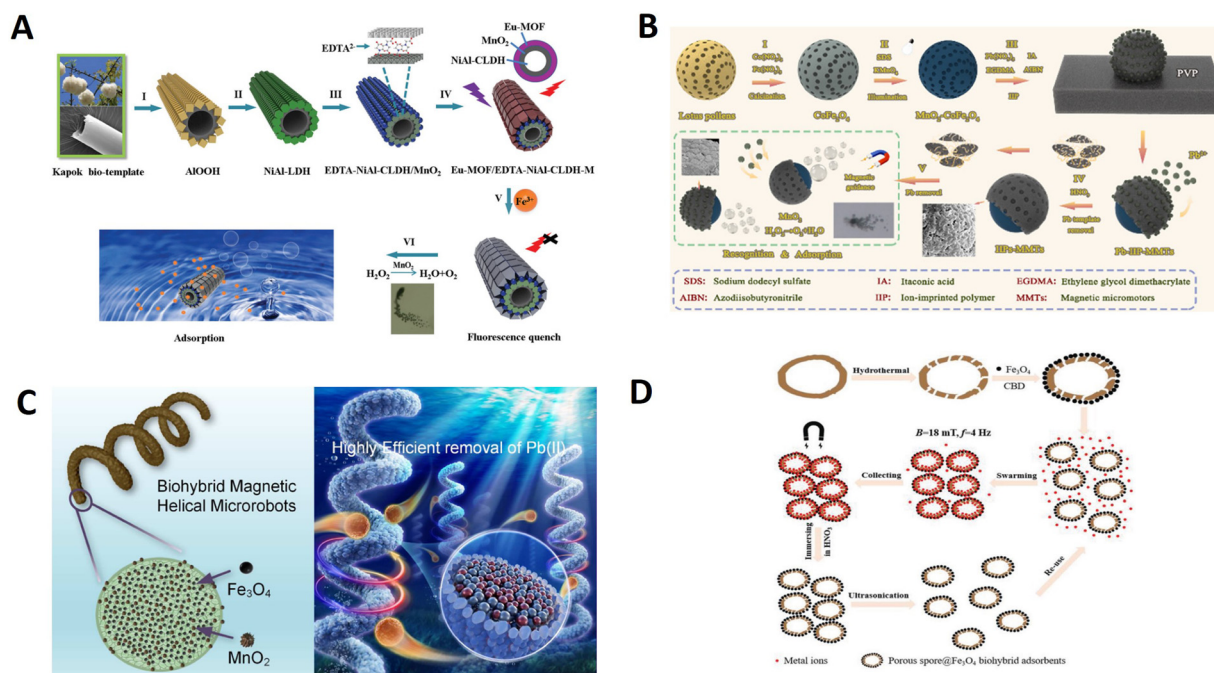 A
EDTA²⁻
Eu-MOF
MnO₂
NiAl-CLDH
I
II
III
IV
Kapok bio-template
AlOOH
NiAl-LDH
EDTA-NiAl-CLDH/MnO₂
Eu-MOF/EDTA-NiAl-CLDH-M
V
Fe³⁺
VI
MnO₂
H₂O₂
H₂O+O₂
Adsorption
Fluorescence quench
B
I
II
III
SDS
IA
EGDMA
AIBN
KMnO₄
IIP
Calcination
Illumination
PVP
Lotus pollens
CoFe₂O₄
MnO₂-CoFe₂O₄
Pb²⁺
V
IV
Magnetic
guidance
Pb removal
HNO₃
Pb template
removal
MnO₂
H₂O₂→O₂+H₂O
Recognition & Adsorption
HPs-MMTs
Pb-HP-MMTs
SDS: Sodium dodecyl sulfate
IA: Itaconic acid
EGDMA: Ethylene glycol dimethacrylate
AIBN: Azodiisobutyronitrile
IIP: Ion-imprinted polymer
MMTs: Magnetic micromotors
C
Biohybrid Magnetic
Helical Microrobots
Fe₃O₄
MnO₂
Highly Efficient removal of Pb(II)
D
Hydrothermal
Fe₃O₄
CBD
B=18 mT, f=4 Hz
Collecting
Swarming
Immersing
in HNO₃
Ultrasonication
Re-use
Metal ions
Porous spore@Fe₃O₄ biohybrid adsorbents